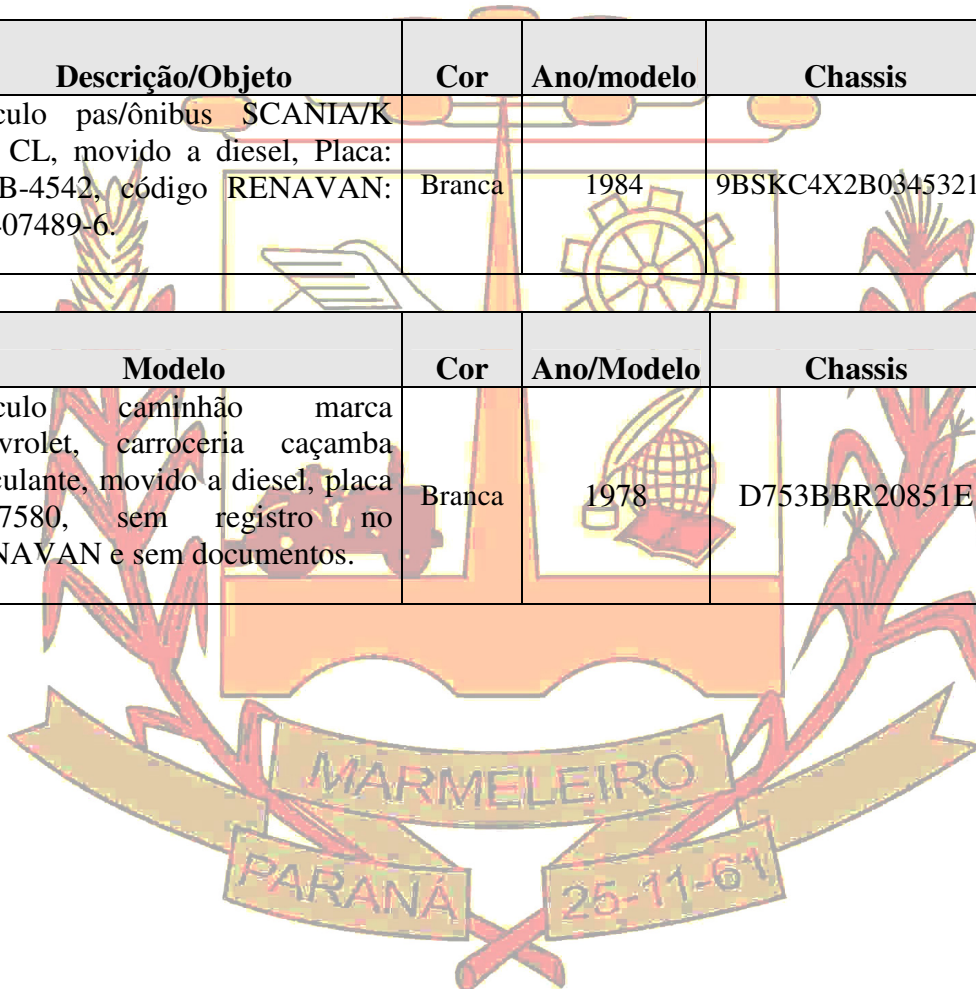 Descrição/Objeto Cor Ano/modelo Chassis
culo pas/ônibus SCANIA/K
CL, movido a diesel, Placa:
B-4542, código RENAVAN: Branca 1984 9BSKC4X2B0345321
07489-6.
Modelo Cor Ano/Modelo Chassis
culo caminhão marca
vrolet, carroceria caçamba
culante, movido a diesel, placa
7580, sem registro no Branca 1978 D753BBR20851E
NAVAN e sem documentos.
MARMELEIRO
PARANÁ 25-11-61